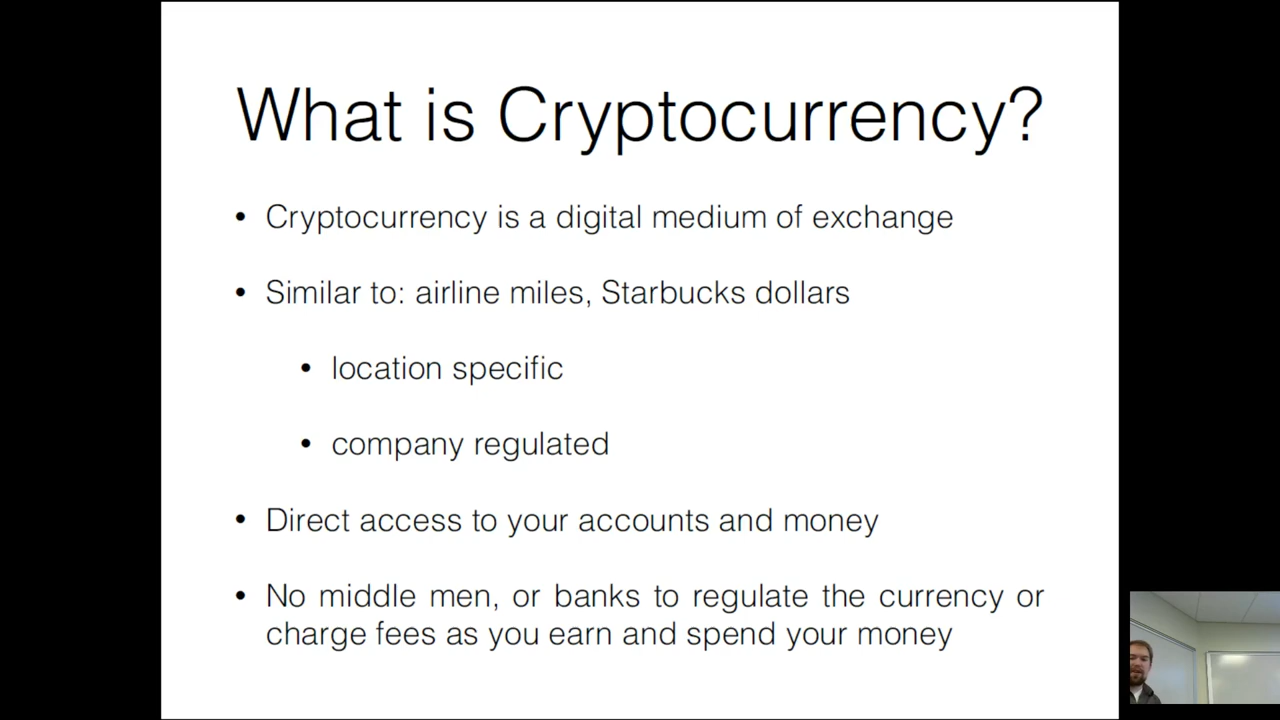 What is Cryptocurrency?
• Cryptocurrency is a digital medium of exchange
• Similar to: airline miles, Starbucks dollars
• location specific
• company regulated
• Direct access to your accounts and money
• No middle men, or banks to regulate the currency or
charge fees as you earn and spend your money